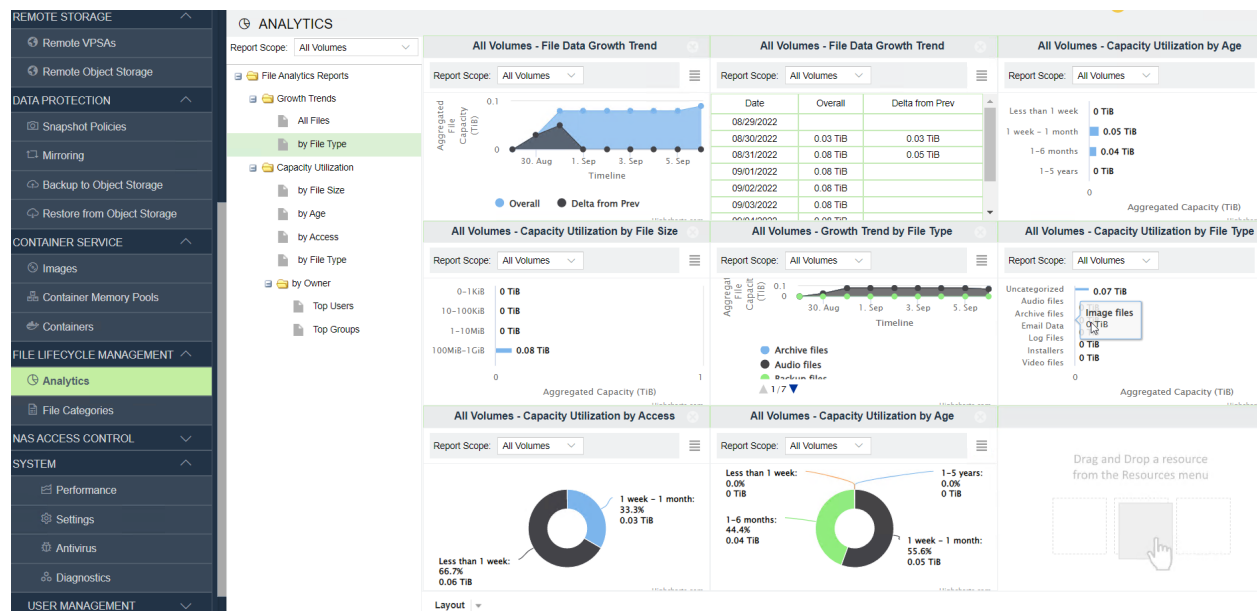 REMOTE STORAGE
Remote VPSAs
Remote Object Storage
DATA PROTECTION
Snapshot Policies
Mirroring
Backup to Object Storage
Restore from Object Storage
CONTAINER SERVICE
Images
Container Memory Pools
Containers
FILE LIFECYCLE MANAGEMENT
Analytics
File Categories
NAS ACCESS CONTROL
SYSTEM
Performance
Settings
Antivirus
Diagnostics
USER MANAGEMENT
ANALYTICS
Report Scope: All Volumes
File Analytics Reports
Growth Trends
All Files
by File Type
Capacity Utilization
by File Size
by Age
by Access
by File Type
by Owner
Top Users
Top Groups
All Volumes - File Data Growth Trend
Report Scope: All Volumes
Aggregated
File
Capacity
(TiB)
0.1
0
30. Aug 1. Sep 3. Sep 5. Sep
Timeline
Overall Delta from Prev
Highcharts.com
All Volumes - File Data Growth Trend
Report Scope: All Volumes
Date Overall Delta from Prev
08/29/2022
08/30/2022 0.03 TiB 0.03 TiB
08/31/2022 0.08 TiB 0.05 TiB
09/01/2022 0.08 TiB
09/02/2022 0.08 TiB
09/03/2022 0.08 TiB
09/04/2022 0.08 TiB
All Volumes - Capacity Utilization by Age
Report Scope: All Volumes
Less than 1 week 0 TiB
1 week - 1 month 0.05 TiB
1-6 months 0.04 TiB
1-5 years 0 TiB
0
Aggregated Capacity (TiB)
All Volumes - Capacity Utilization by File Size
Report Scope: All Volumes
0-1KiB 0 TiB
10-100KiB 0 TiB
1-10MiB 0 TiB
100MiB-1GiB 0.08 TiB
0 1
Aggregated Capacity (TiB)
All Volumes - Growth Trend by File Type
Report Scope: All Volumes
File
(TiB)
0.1
0
30. Aug 1. Sep 3. Sep 5. Sep
Timeline
Archive files
Audio files
Backup files
1/7
All Volumes - Capacity Utilization by File Type
Report Scope: All Volumes
Uncategorized 0.07 TiB
Audio files
Archive files
Email Data
Log Files
Installers 0 TiB
Video files 0 TiB
Image files
0 TiB
0
Aggregated Capacity (TiB)
All Volumes - Capacity Utilization by Access
Report Scope: All Volumes
1 week - 1 month:
33.3%
0.03 TiB
Less than 1 week:
66.7%
0.06 TiB
All Volumes - Capacity Utilization by Age
Report Scope: All Volumes
Less than 1 week:
0.0%
0 TiB
1-5 years:
0.0%
0 TiB
1-6 months:
44.4%
0.04 TiB
1 week - 1 month:
55.6%
0.05 TiB
Drag and Drop a resource
from the Resources menu
Layout